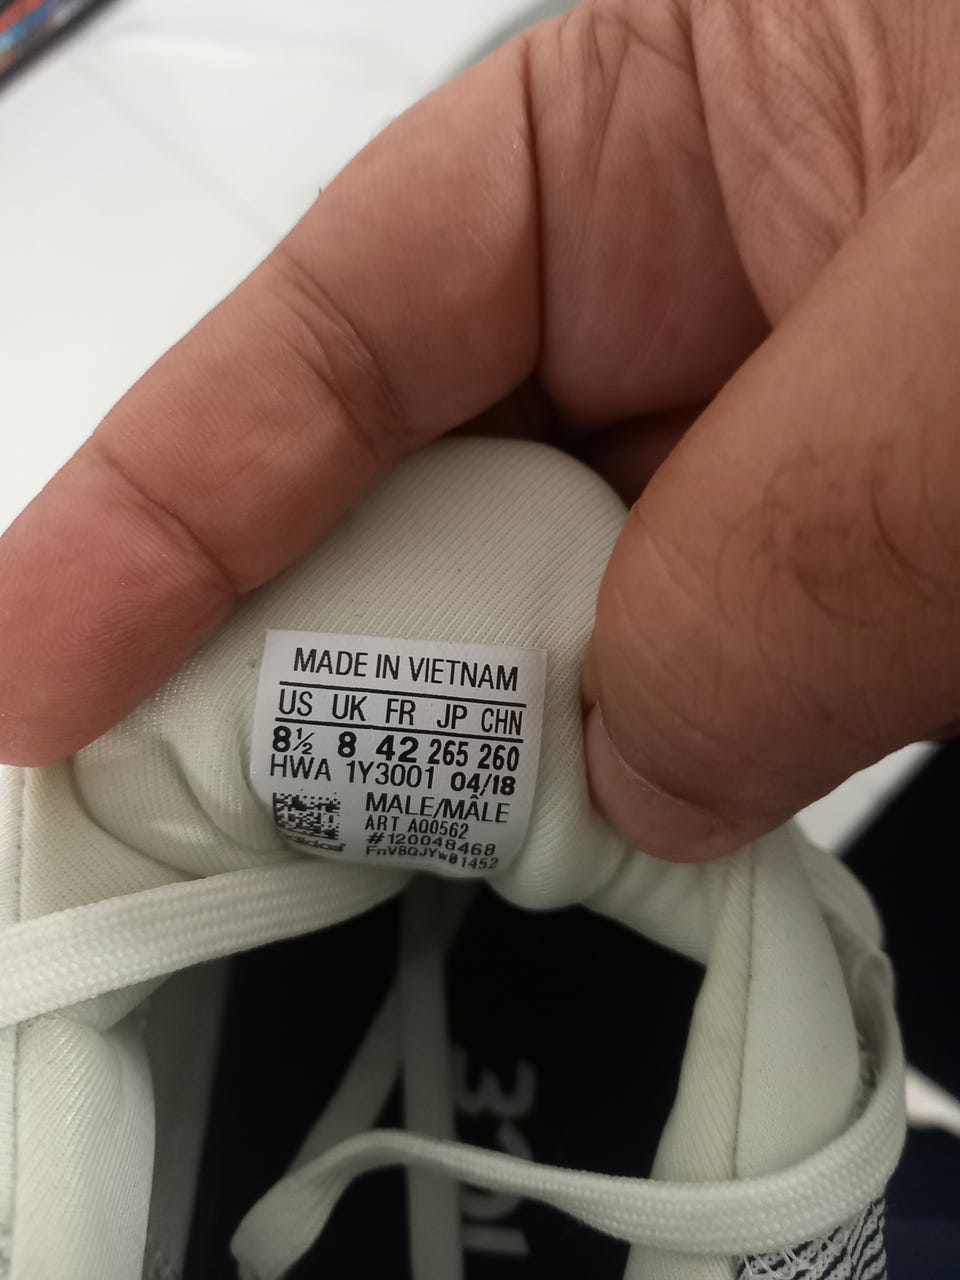 MADE IN VIETNAM
US UK FR JP CHN
8½ 8 42 265 260
HWA 1Y3001 04/18
MALE/MÂLE
ART AQ0562
#120048468
FnV8QJYwB1452
adidas